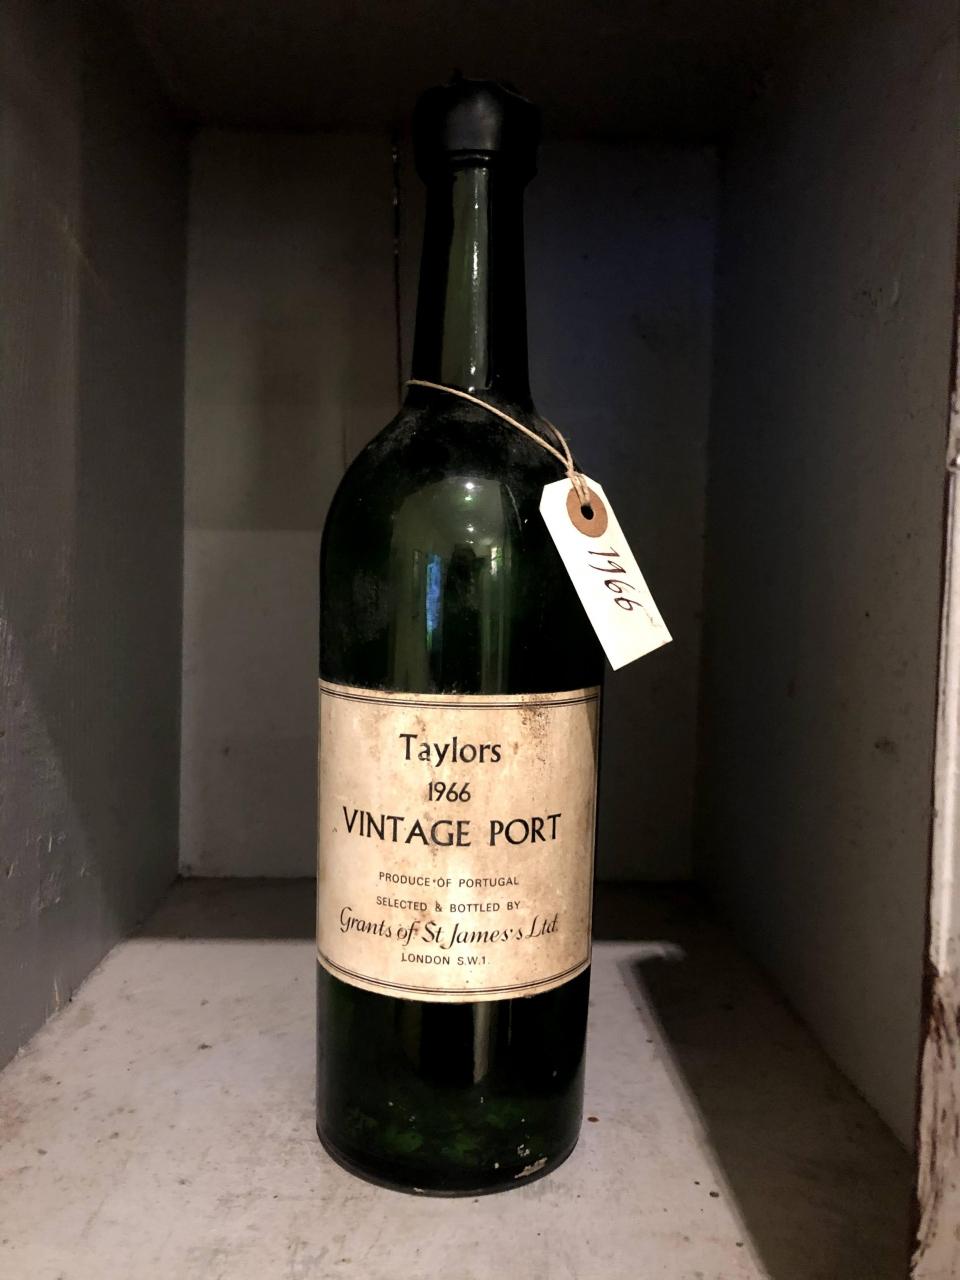 1966
Taylors
1966
VINTAGE PORT
PRODUCE OF PORTUGAL
SELECTED & BOTTLED BY
Grants of St James's Ltd.
LONDON S.W.1.